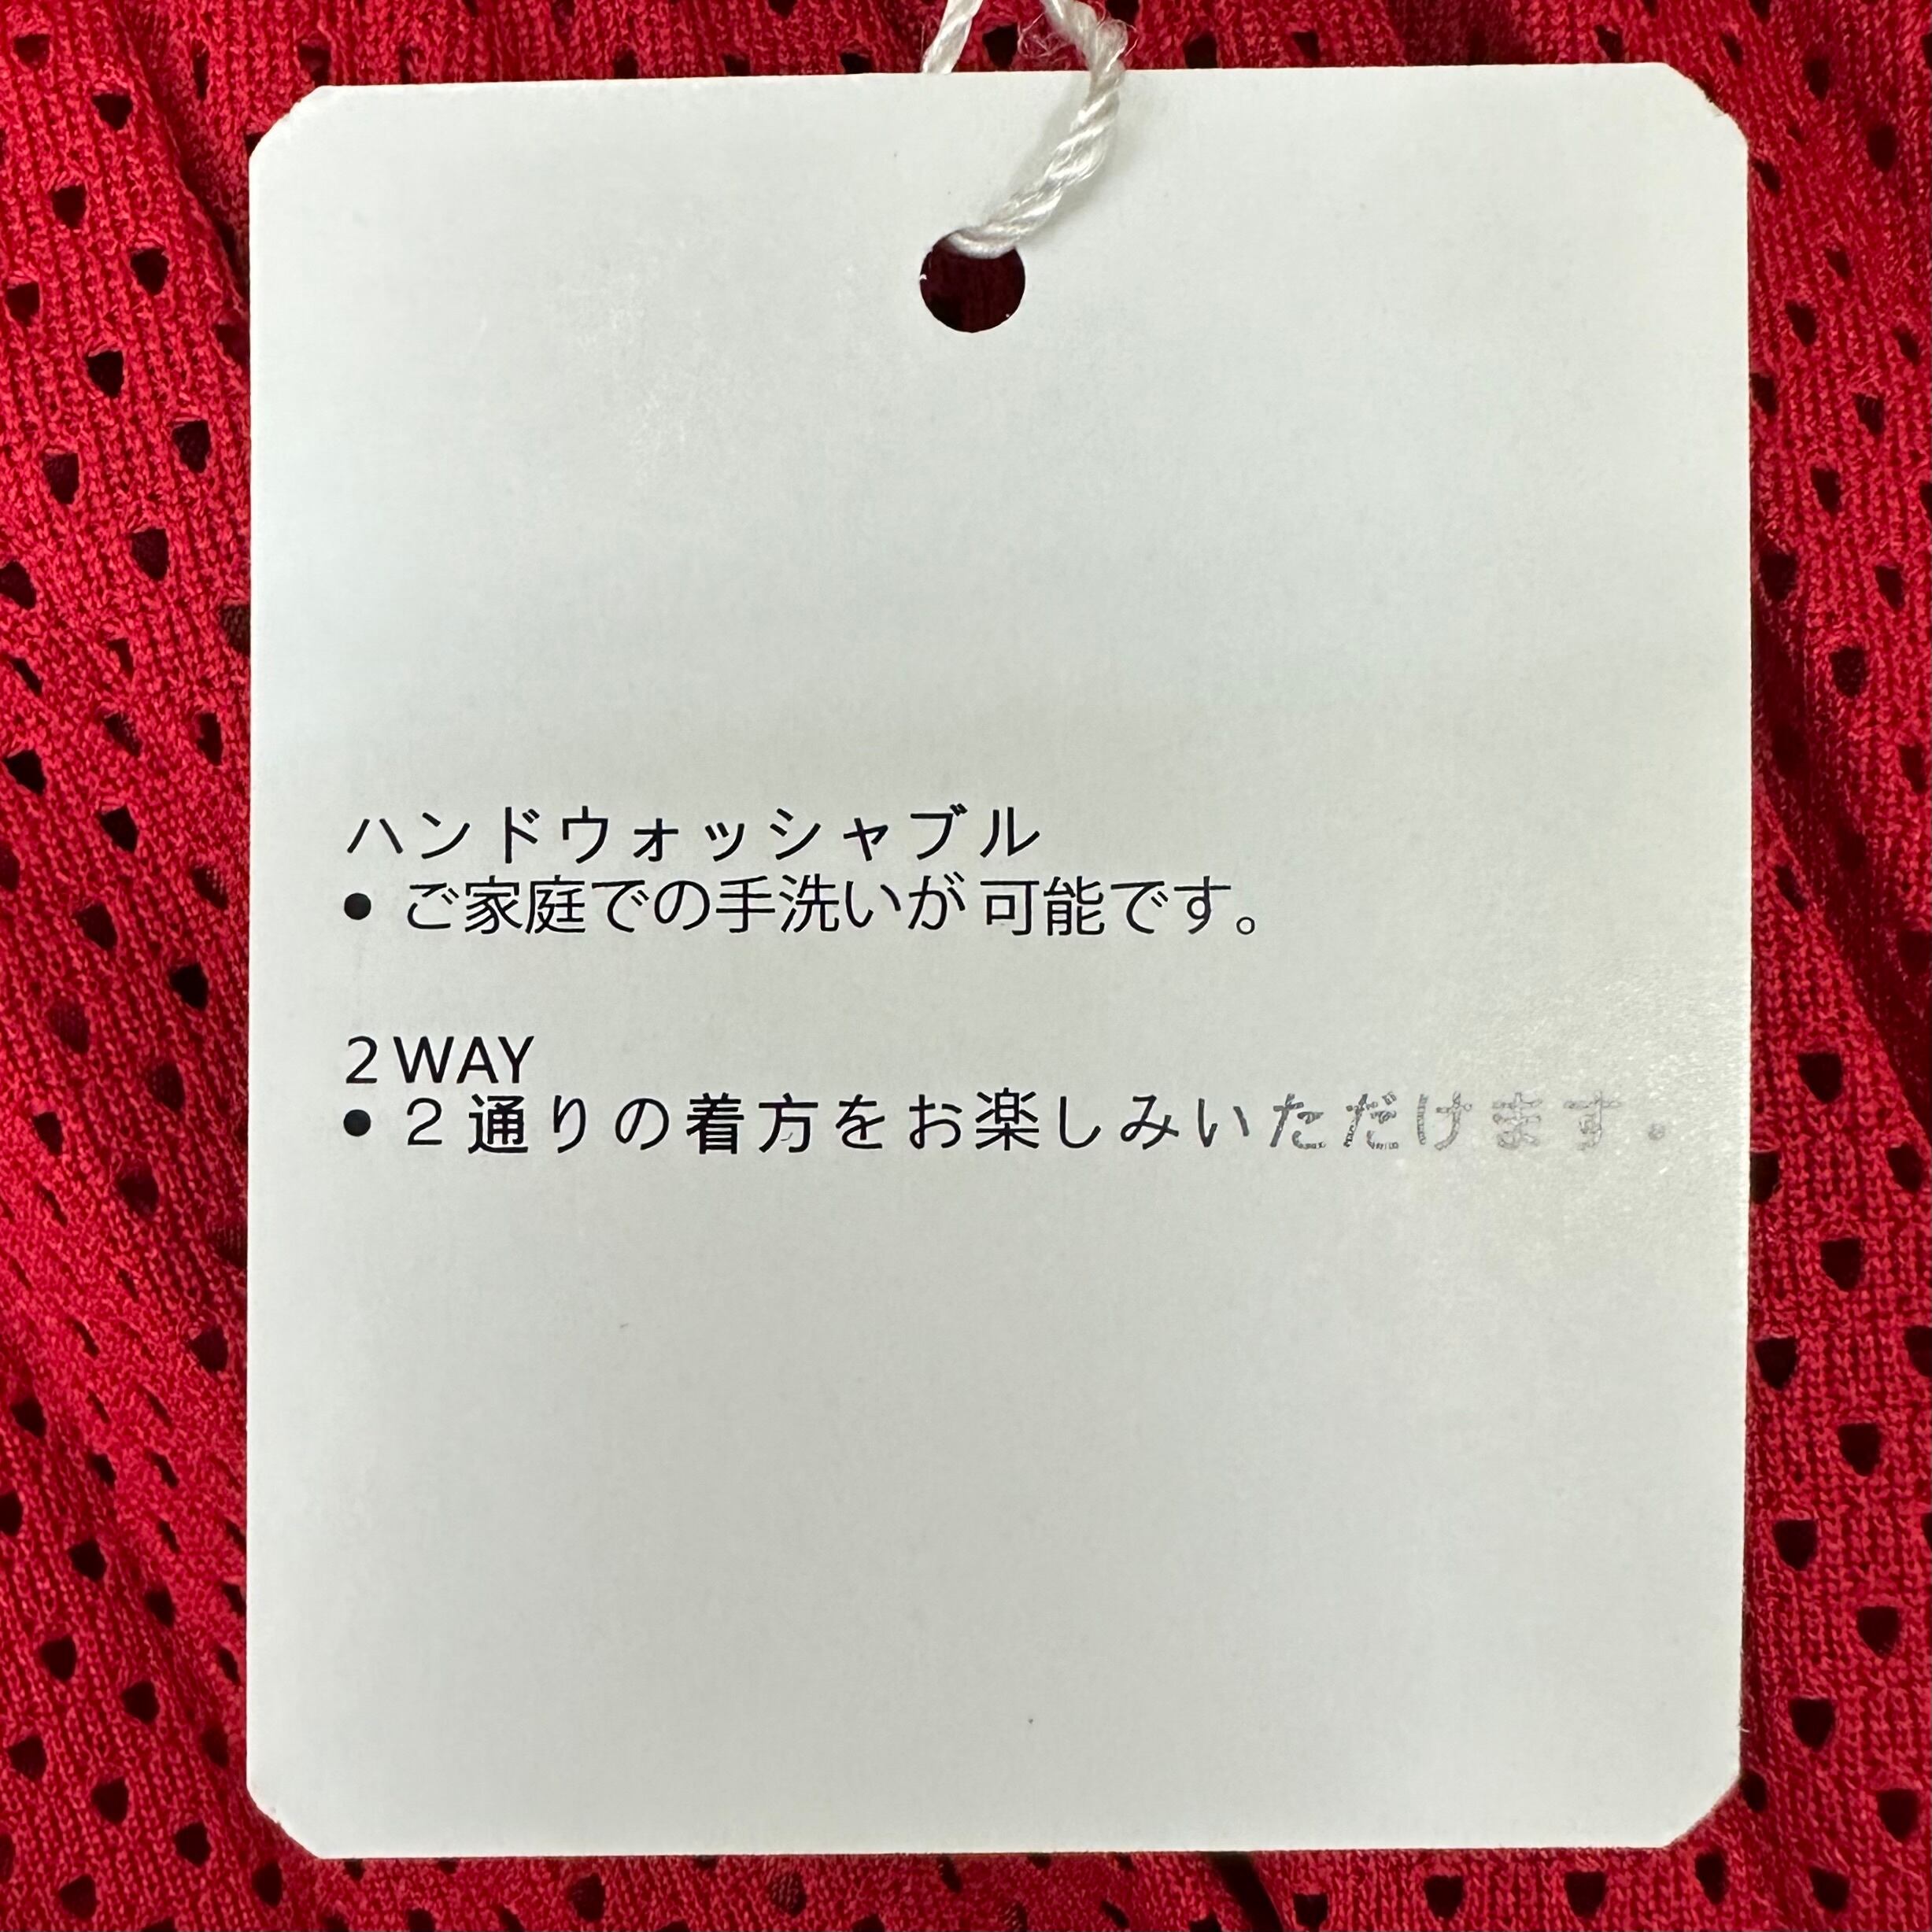 ハンドウォッシャブル
● ご家庭での手洗いが可能です。
２WAY
● ２通りの着方をお楽しみいただけます。